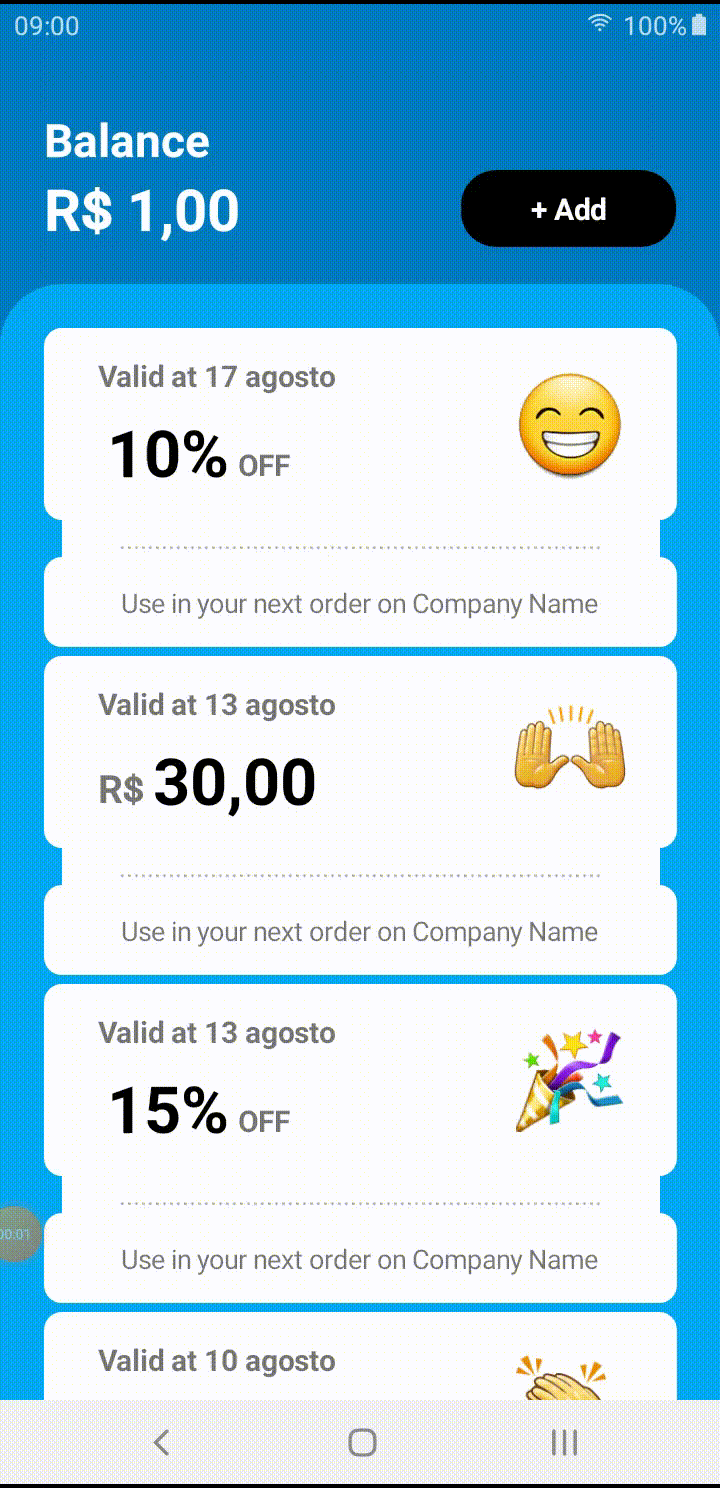 09:00
100%
Balance
R$ 1,00
+ Add
Valid at 17 agosto
10% OFF
Use in your next order on Company Name
Valid at 13 agosto
R$ 30,00
Use in your next order on Company Name
Valid at 13 agosto
15% OFF
00:01
Use in your next order on Company Name
Valid at 10 agosto